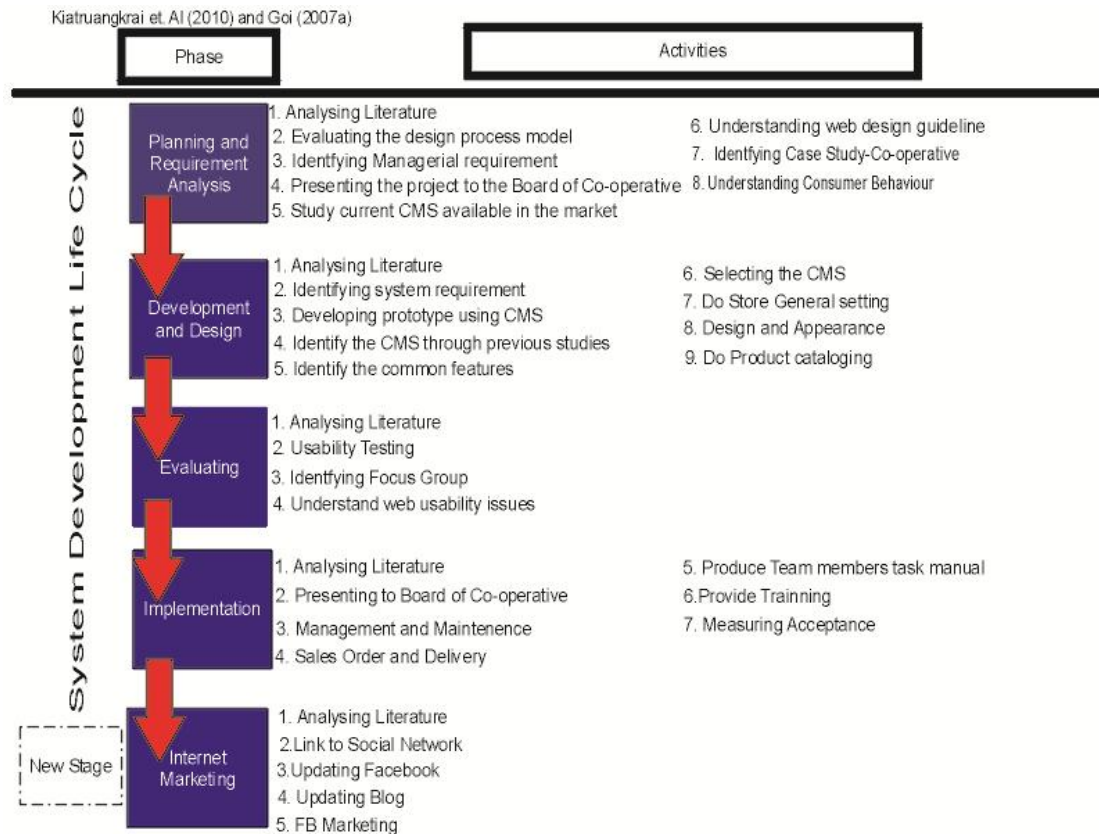 Kiatruangkrai et. Al (2010) and Goi (2007a)
Phase
Activities
System Development Life Cycle
Planning and
Requirement
Analysis
1. Analysing Literature
2. Evaluating the design process model
3. Identfying Managerial requirement
4. Presenting the project to the Board of Co-operative
5. Study current CMS available in the market
6. Understanding web design guideline
7. Identfying Case Study-Co-operative
8. Understanding Consumer Behaviour
Development
and Design
1. Analysing Literature
2. Identifying system requirement
3. Developing prototype using CMS
4. Identify the CMS through previous studies
5. Identify the common features
6. Selecting the CMS
7. Do Store General setting
8. Design and Appearance
9. Do Product cataloging
Evaluating
1. Analysing Literature
2. Usability Testing
3. Identfying Focus Group
4. Understand web usability issues
Implementation
1. Analysing Literature
2. Presenting to Board of Co-operative
3. Management and Maintenence
4. Sales Order and Delivery
5. Produce Team members task manual
6.Provide Trainning
7. Measuring Acceptance
New Stage
Internet
Marketing
1. Analysing Literature
2.Link to Social Network
3.Updating Facebook
4. Updating Blog
5. FB Marketing